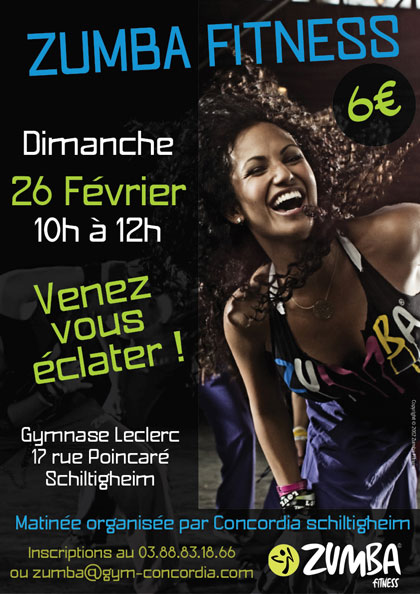 ZUMBA FITNESS
6€
Dimanche
26 Février
10h à 12h
Venez
vous
éclater !
ZUMBA
Gymnase Leclerc
17 rue Poincaré
Schiltigheim
Matinée organisée par Concordia schiltigheim
Inscriptions au 03.88.83.18.66
ou zumba@gym-concordia.com
ZUMBA
FITNESS